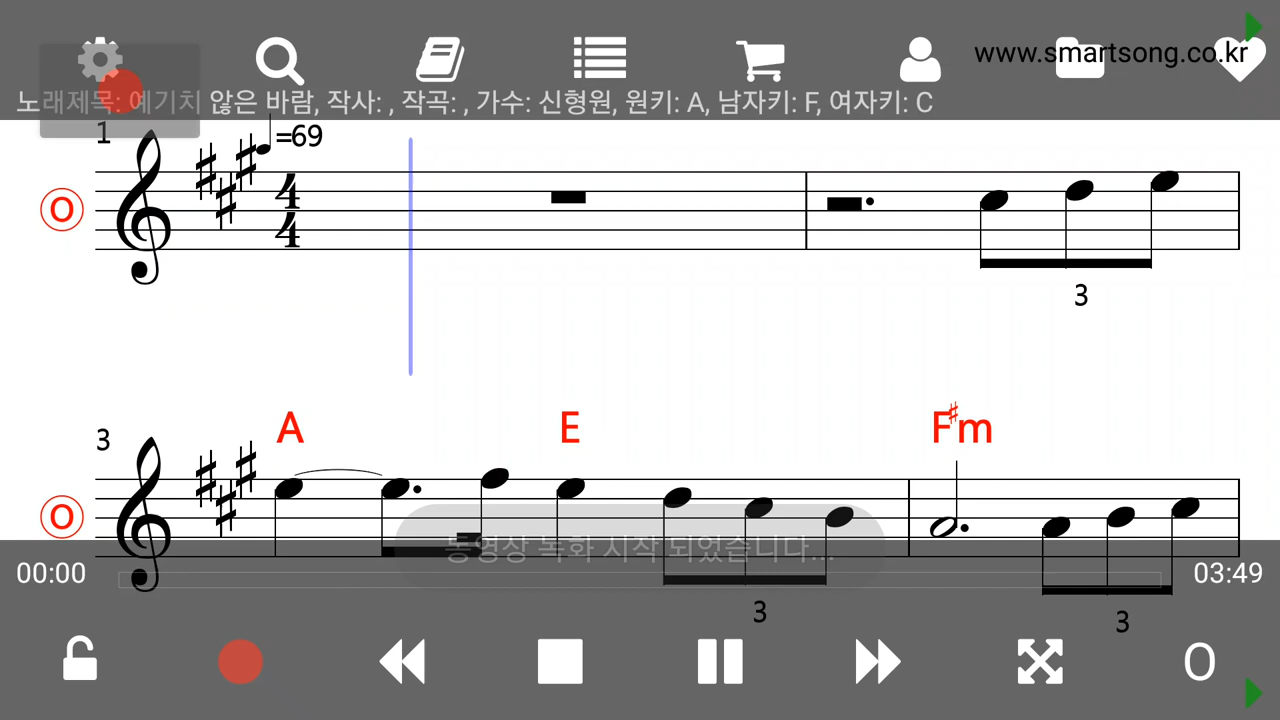 www.smartsong.co.kr
노래제목: 예기치 않은 바람, 작사: , 작곡: , 가수: 신형원, 원키: A, 남자키: F, 여자키: C
1
=69
4
4
O
3
A E F♯m
3
O
동영상 녹화 시작 되었습니다...
00:00 03:49
3 3
O